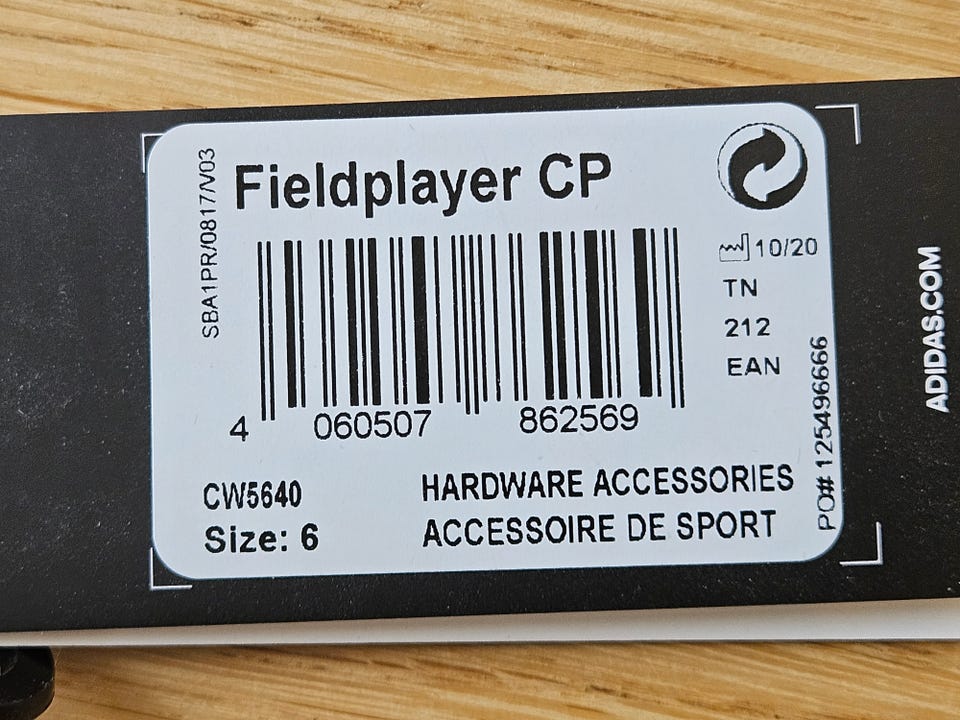 SBA1PR/0817/V03
Fieldplayer CP
10/20
TN
212
EAN
4 060507 862569
CW5640
Size: 6
HARDWARE ACCESSORIES
ACCESSOIRE DE SPORT
PO# 125496666
ADIDAS.COM